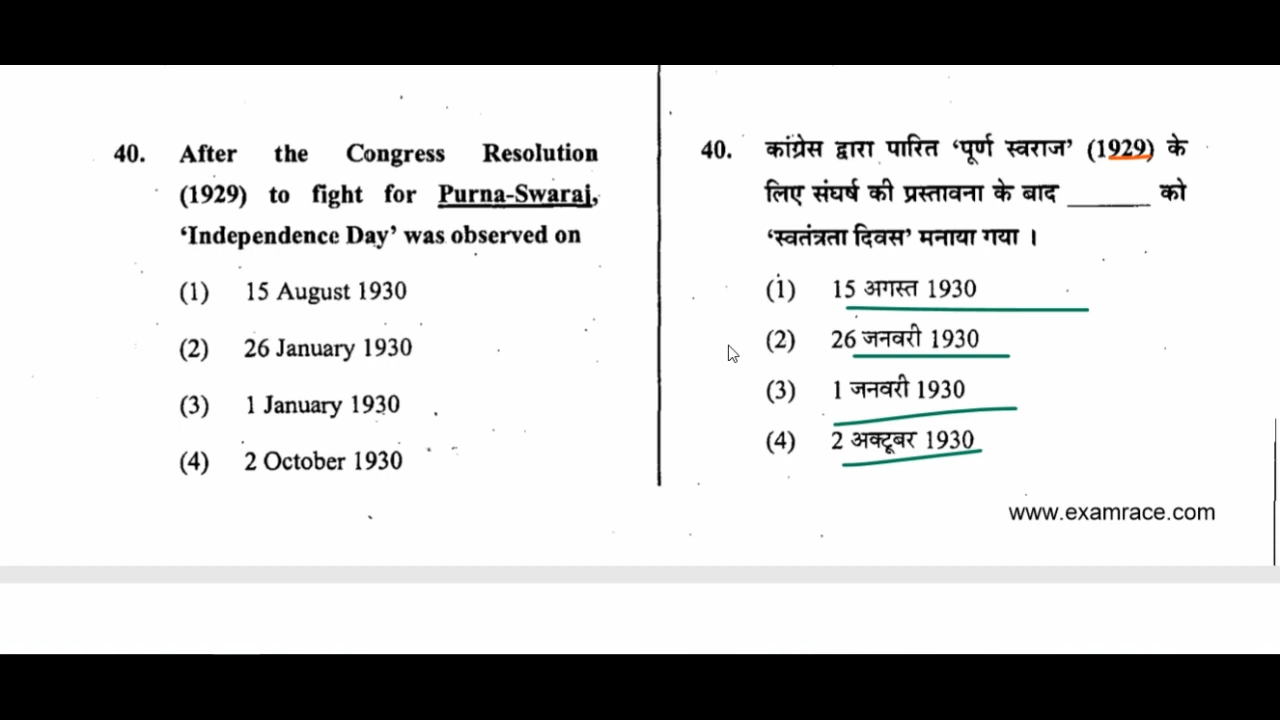 40. After the Congress Resolution
(1929) to fight for Purna-Swaraj,
‘Independence Day’ was observed on
(1) 15 August 1930
(2) 26 January 1930
(3) 1 January 1930
(4) 2 October 1930
40. कांग्रेस द्वारा पारित ‘पूर्ण स्वराज’ (1929) के
लिए संघर्ष की प्रस्तावना के बाद ________ को
‘स्वतंत्रता दिवस’ मनाया गया ।
(1) 15 अगस्त 1930
(2) 26 जनवरी 1930
(3) 1 जनवरी 1930
(4) 2 अक्टूबर 1930
www.examrace.com